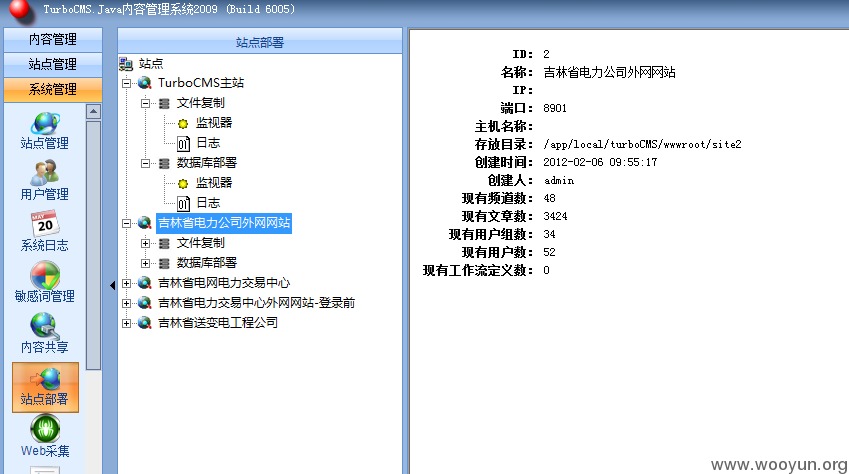 TurboCMS.Java内容管理系统2009 (Build 6005)
内容管理
站点管理
系统管理
站点管理
用户管理
MAY
20
系统日志
敏感词管理
内容共享
站点部署
Web采集
站点部署
站点
TurboCMS主站
文件复制
监视器
日志
数据库部署
监视器
日志
吉林省电力公司外网网站
文件复制
数据库部署
吉林省电网电力交易中心
吉林省电力交易中心外网网站-登录前
吉林省送变电工程公司
ID: 2
名称: 吉林省电力公司外网网站
IP:
端口: 8901
主机名称:
存放目录: /app/local/turboCMS/wwwroot/site2
创建时间: 2012-02-06 09:55:17
创建人: admin
现有频道数: 48
现有文章数: 3424
现有用户组数: 34
现有用户数: 52
现有工作流定义数: 0
www.wooyun.org